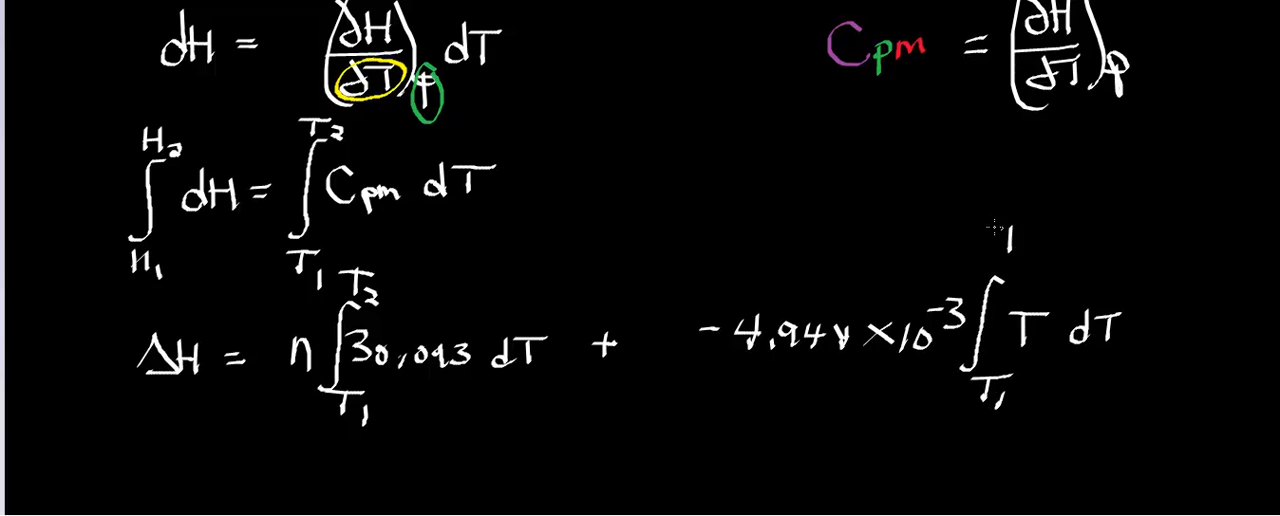 dH = (∂H/∂T)p dT
Cpm = (∂H/∂T)p
∫H₁^H₂ dH = ∫T₁^T₂ Cpm dT
ΔH = n ∫T₁^T₂ 30,093 dT + -4,944 × 10⁻³ ∫T₁ T dT